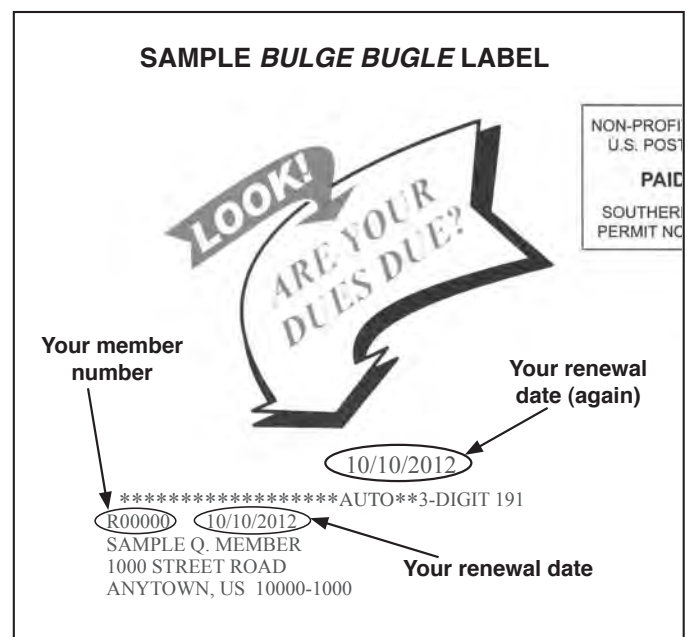 SAMPLE BULGE BUGLE LABEL
NON-PROFI
U.S. POST
PAID
SOUTHER
PERMIT NO
LOOK!
ARE YOUR
DUES DUE?
Your member
number
Your renewal
date (again)
10/10/2012
******************AUTO**3-DIGIT 191
R00000 10/10/2012
SAMPLE Q. MEMBER
1000 STREET ROAD
ANYTOWN, US 10000-1000
Your renewal date